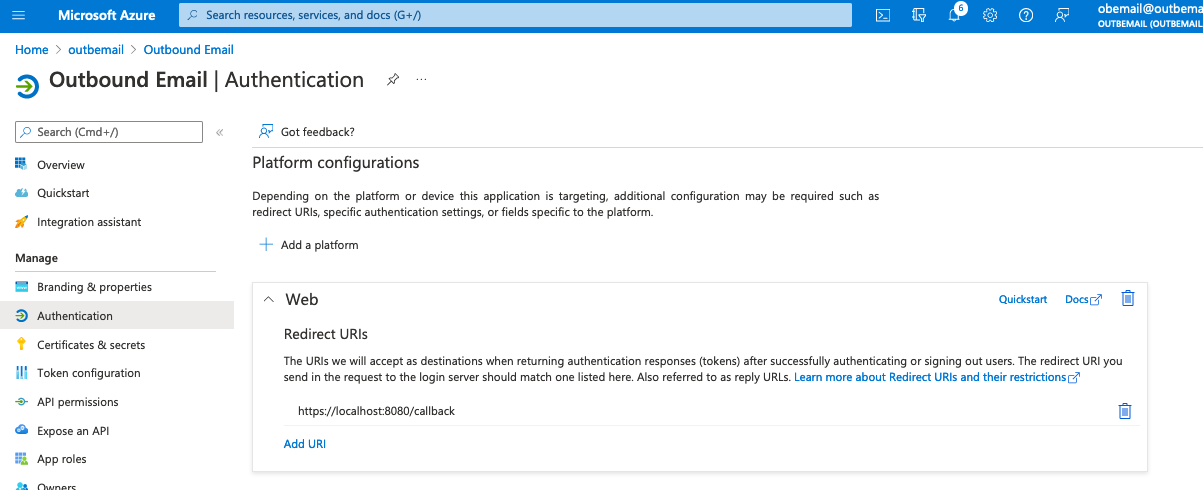 Microsoft Azure
Search resources, services, and docs (G+/)
6
obemail@outbema
OUTBEMAIL (OUTBEMAIL
Home > outbemail > Outbound Email
Outbound Email | Authentication
Search (Cmd+/)
Overview
Quickstart
Integration assistant
Manage
Branding & properties
Authentication
Certificates & secrets
Token configuration
API permissions
Expose an API
App roles
Owners
Got feedback?
Platform configurations
Depending on the platform or device this application is targeting, additional configuration may be required such as
redirect URIs, specific authentication settings, or fields specific to the platform.
Add a platform
Web
Quickstart
Docs
Redirect URIs
The URIs we will accept as destinations when returning authentication responses (tokens) after successfully authenticating or signing out users. The redirect URI you
send in the request to the login server should match one listed here. Also referred to as reply URLs. Learn more about Redirect URIs and their restrictions
https://localhost:8080/callback
Add URI